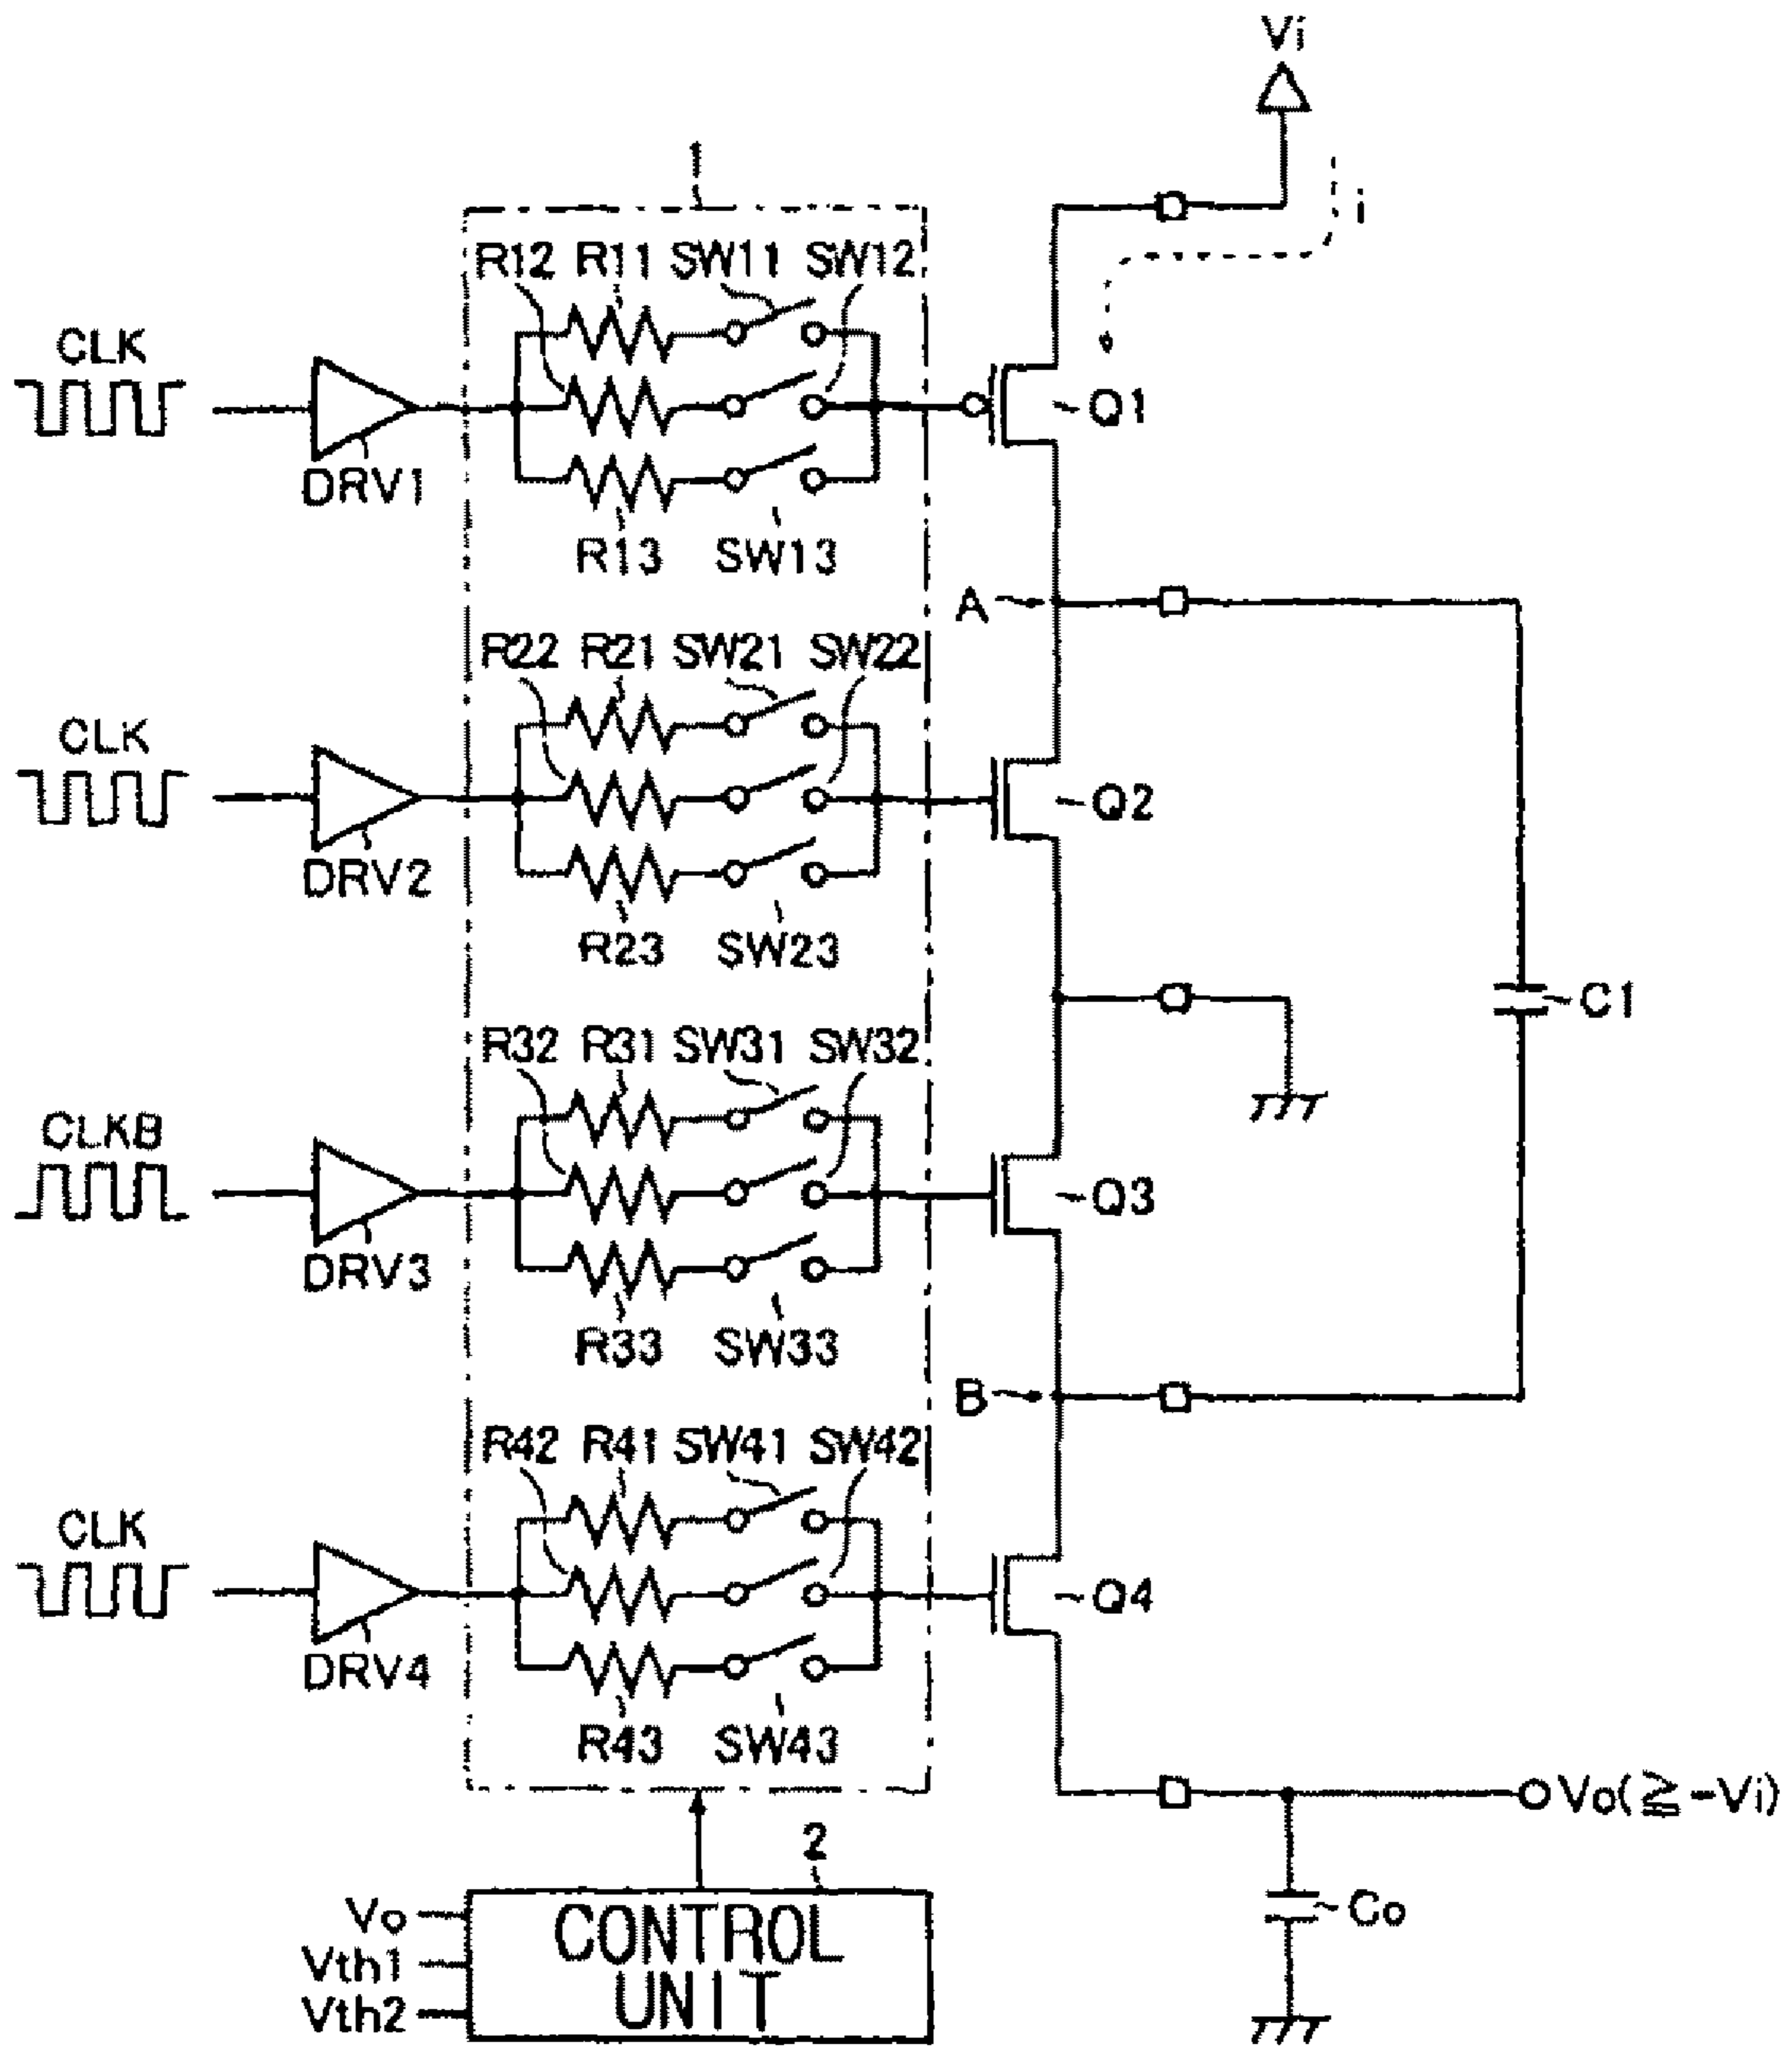 Vi
1
i
R12 R11 SW11 SW12
CLK
Q1
DRV1
R13 SW13
A
R22 R21 SW21 SW22
CLK
Q2
DRV2
R23 SW23
C1
R32 R31 SW31 SW32
CLKB
Q3
DRV3
R33 SW33
B
R42 R41 SW41 SW42
CLK
Q4
DRV4
R43 SW43
Vo(≧-Vi)
2
Vo
CONTROL
Co
Vth1
UNIT
Vth2